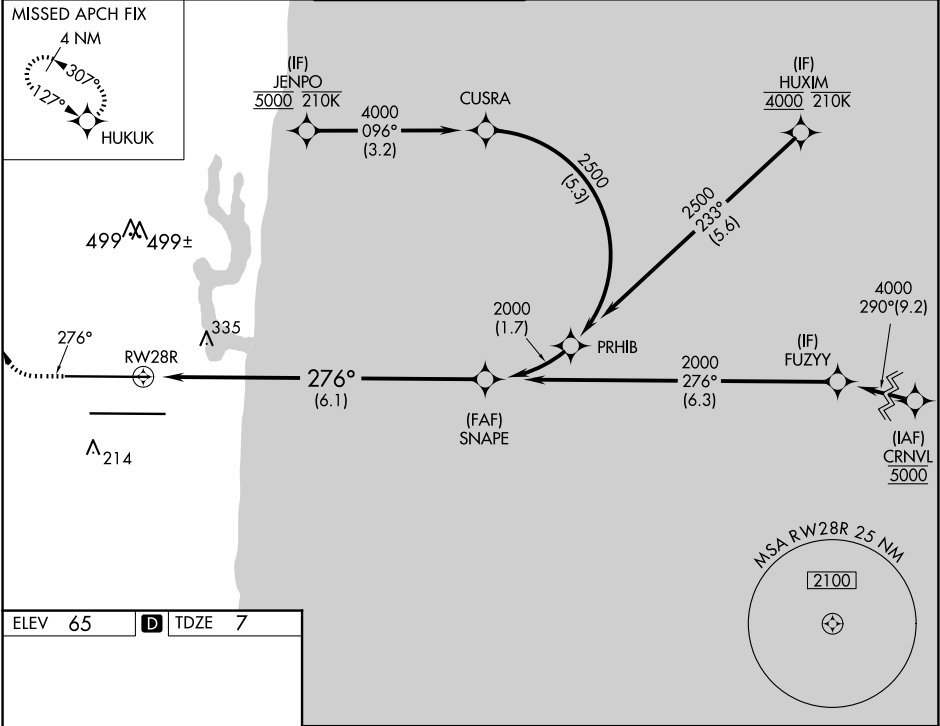 MISSED APCH FIX
4 NM
307°
127°
HUKUK
(IF)
JENPO
5000 210K
4000
096°
(3.2)
CUSRA
2500
(5.3)
(IF)
HUXIM
4000 210K
2500
233°
(5.6)
499
499±
335
276°
RW28R
214
276°
(6.1)
2000
(1.7)
PRHIB
(FAF)
SNAPE
2000
276°
(6.3)
(IF)
FUZYY
4000
290°(9.2)
(IAF)
CRNVL
5000
MSA RW28R 25 NM
2100
ELEV 65 D TDZE 7